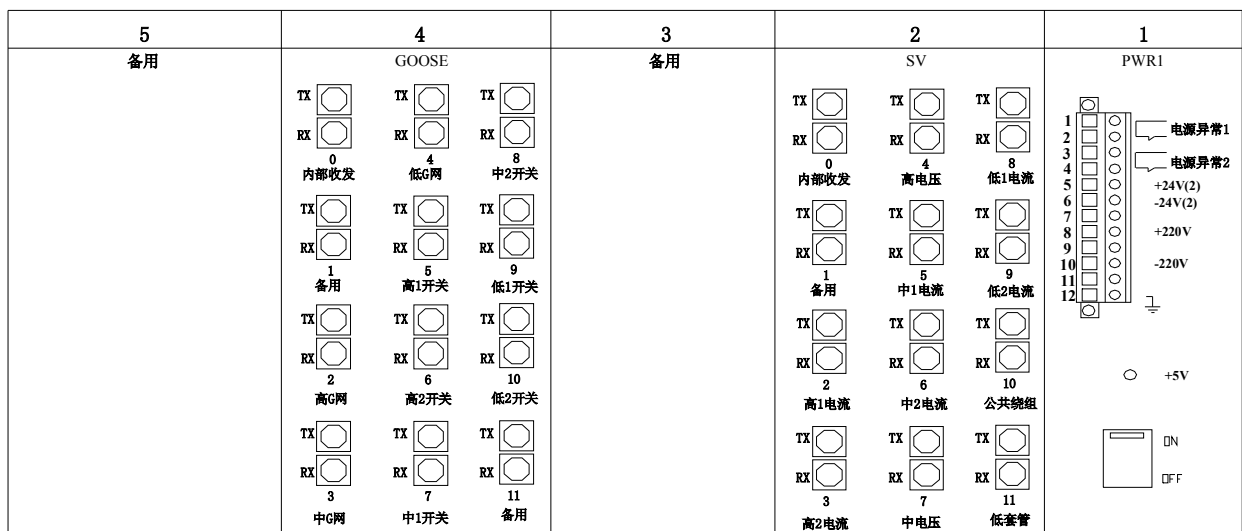 5 4 3 2 1
备用 GOOSE 备用 SV PWR1
TX TX TX
RX RX RX
0 4 8
内部收发 低G网 中2开关
TX TX TX
RX RX RX
1 5 9
备用 高1开关 低1开关
TX TX TX
RX RX RX
2 6 10
高G网 高2开关 低2开关
TX TX TX
RX RX RX
3 7 11
中G网 中1开关 备用
TX TX TX
RX RX RX
0 4 8
内部收发 高电压 低1电流
TX TX TX
RX RX RX
1 5 9
备用 中1电流 低2电流
TX TX TX
RX RX RX
2 6 10
高1电流 中2电流 公共绕组
TX TX TX
RX RX RX
3 7 11
高2电流 中电压 低套管
1
电源异常1
2
3
电源异常2
4
5 +24V(2)
6 -24V(2)
7
8 +220V
9
10 -220V
11
12
+5V
ON
OFF